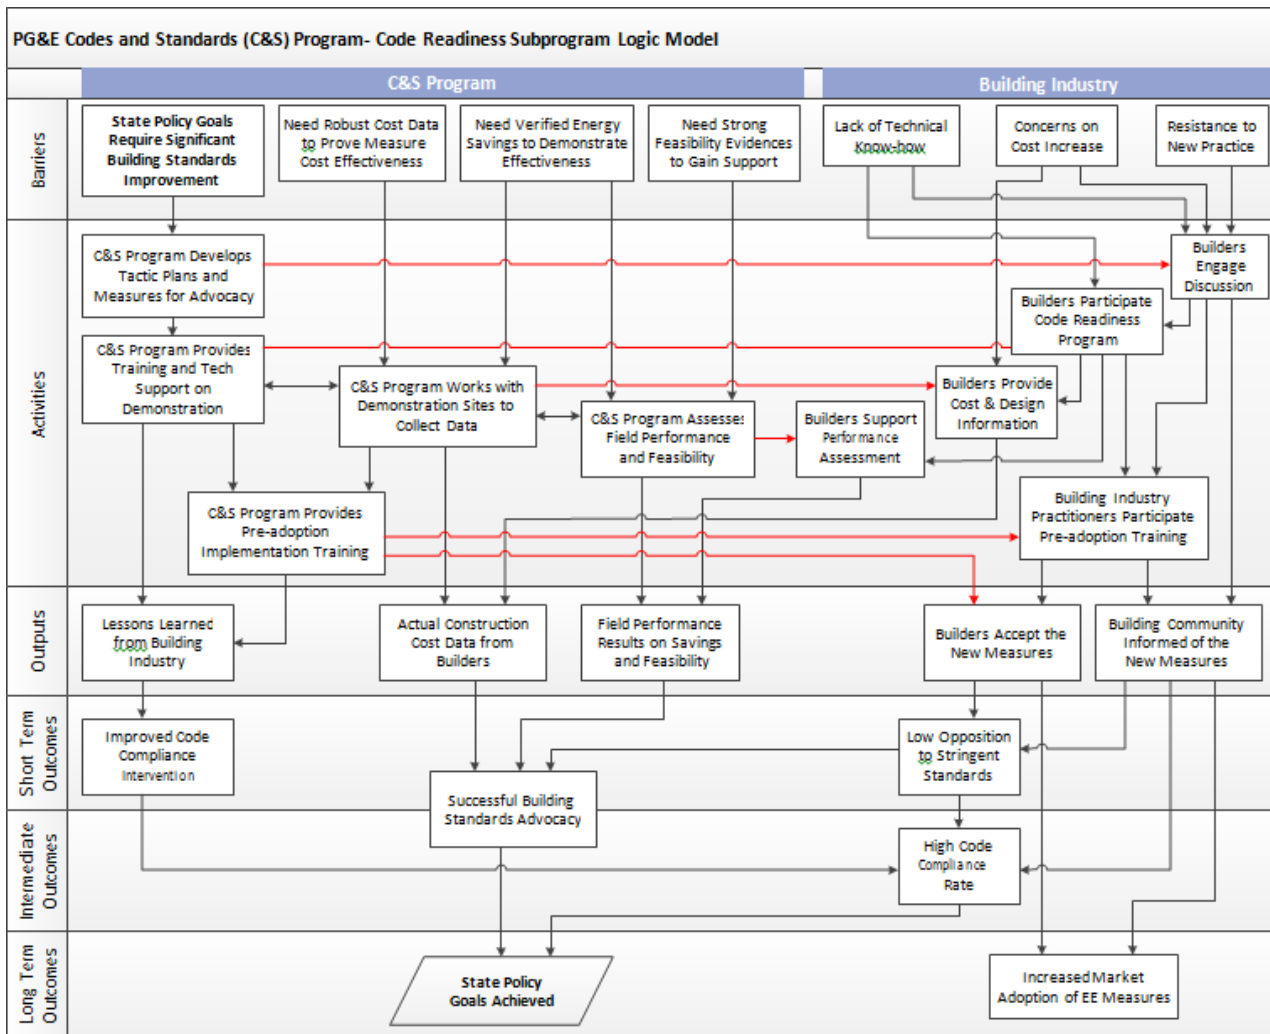 PG&E Codes and Standards (C&S) Program- Code Readiness Subprogram Logic Model
C&S Program
Building Industry
Barriers
State Policy Goals
Require Significant
Building Standards
Improvement
Need Robust Cost Data
to Prove Measure
Cost Effectiveness
Need Verified Energy
Savings to Demonstrate
Effectiveness
Need Strong
Feasibility Evidences
to Gain Support
Lack of Technical
Know-how
Concerns on
Cost Increase
Resistance to
New Practice
Activities
C&S Program Develops
Tactic Plans and
Measures for Advocacy
Builders
Engage
Discussion
Builders Participate
Code Readiness
Program
C&S Program Provides
Training and Tech
Support on
Demonstration
C&S Program Works with
Demonstration Sites to
Collect Data
C&S Program Assesses
Field Performance
and Feasibility
Builders Support
Performance
Assessment
Builders Provide
Cost & Design
Information
C&S Program Provides
Pre-adoption
Implementation Training
Building Industry
Practitioners Participate
Pre-adoption Training
Outputs
Lessons Learned
from Building
Industry
Actual Construction
Cost Data from
Builders
Field Performance
Results on Savings
and Feasibility
Builders Accept the
New Measures
Building Community
Informed of the
New Measures
Short Term
Outcomes
Improved Code
Compliance
Intervention
Low Opposition
to Stringent
Standards
Successful Building
Standards Advocacy
Intermediate
Outcomes
High Code
Compliance
Rate
Long Term
Outcomes
State Policy
Goals Achieved
Increased Market
Adoption of EE Measures